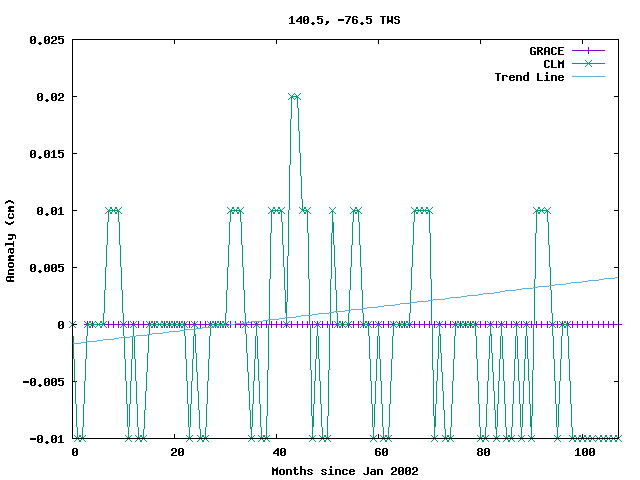 140.5, -76.5 TWS
GRACE
CLM
Trend Line
0.025
0.02
0.015
0.01
0.005
0
-0.005
-0.01
Anomaly (cm)
0 20 40 60 80 100
Months since Jan 2002